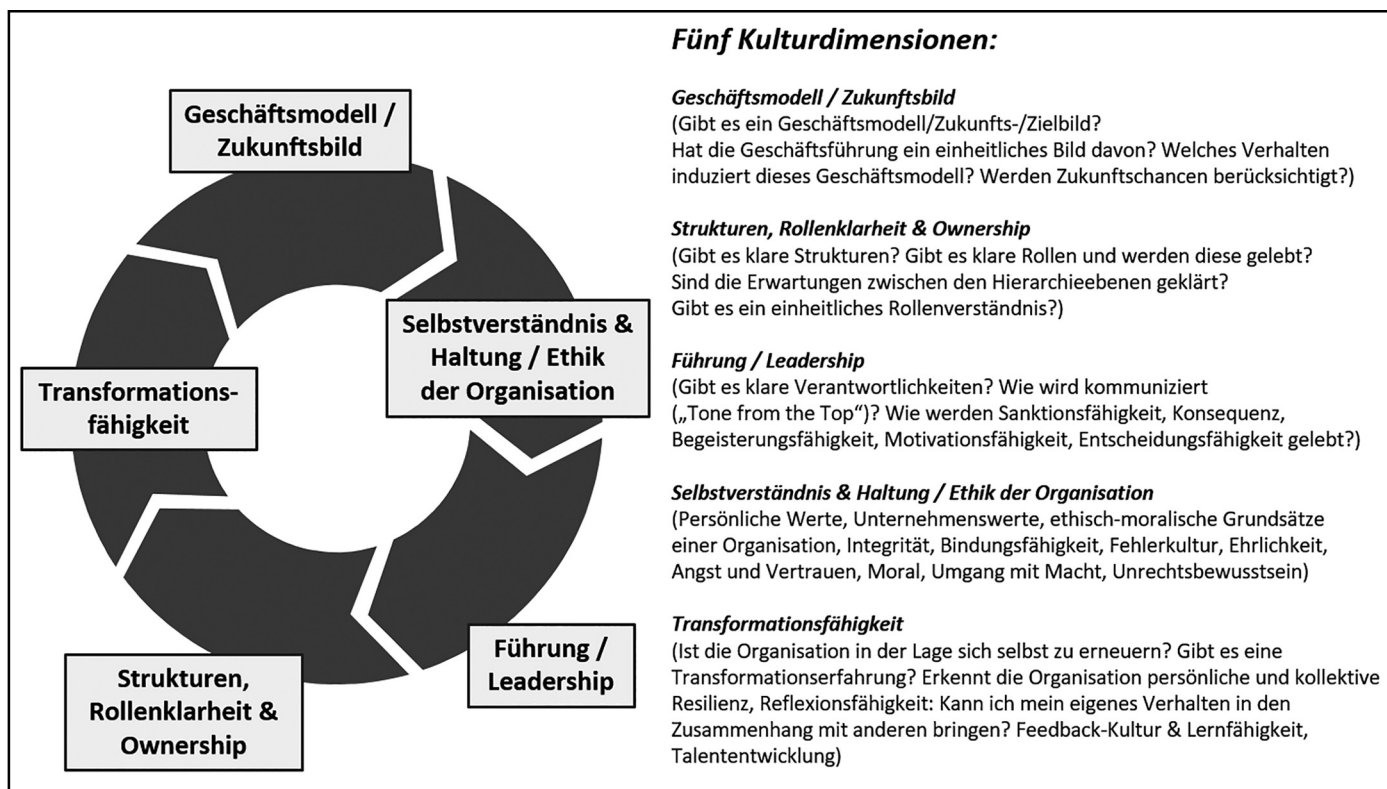 Geschäftsmodell /
Zukunftsbild
Selbstverständnis &
Haltung / Ethik
der Organisation
Führung /
Leadership
Strukturen,
Rollenklarheit &
Ownership
Transformations-
fähigkeit
Fünf Kulturdimensionen:
Geschäftsmodell / Zukunftsbild
(Gibt es ein Geschäftsmodell/Zukunfts-/Zielbild?
Hat die Geschäftsführung ein einheitliches Bild davon? Welches Verhalten
induziert dieses Geschäftsmodell? Werden Zukunftschancen berücksichtigt?)
Strukturen, Rollenklarheit & Ownership
(Gibt es klare Strukturen? Gibt es klare Rollen und werden diese gelebt?
Sind die Erwartungen zwischen den Hierarchieebenen geklärt?
Gibt es ein einheitliches Rollenverständnis?)
Führung / Leadership
(Gibt es klare Verantwortlichkeiten? Wie wird kommuniziert
(„Tone from the Top“)? Wie werden Sanktionsfähigkeit, Konsequenz,
Begeisterungsfähigkeit, Motivationsfähigkeit, Entscheidungsfähigkeit gelebt?)
Selbstverständnis & Haltung / Ethik der Organisation
(Persönliche Werte, Unternehmenswerte, ethisch-moralische Grundsätze
einer Organisation, Integrität, Bindungsfähigkeit, Fehlerkultur, Ehrlichkeit,
Angst und Vertrauen, Moral, Umgang mit Macht, Unrechtsbewusstsein)
Transformationsfähigkeit
(Ist die Organisation in der Lage sich selbst zu erneuern? Gibt es eine
Transformationserfahrung? Erkennt die Organisation persönliche und kollektive
Resilienz, Reflexionsfähigkeit: Kann ich mein eigenes Verhalten in den
Zusammenhang mit anderen bringen? Feedback-Kultur & Lernfähigkeit,
Talententwicklung)